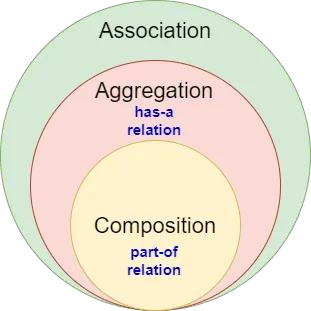 Association
Aggregation
has-a
relation
Composition
part-of
relation